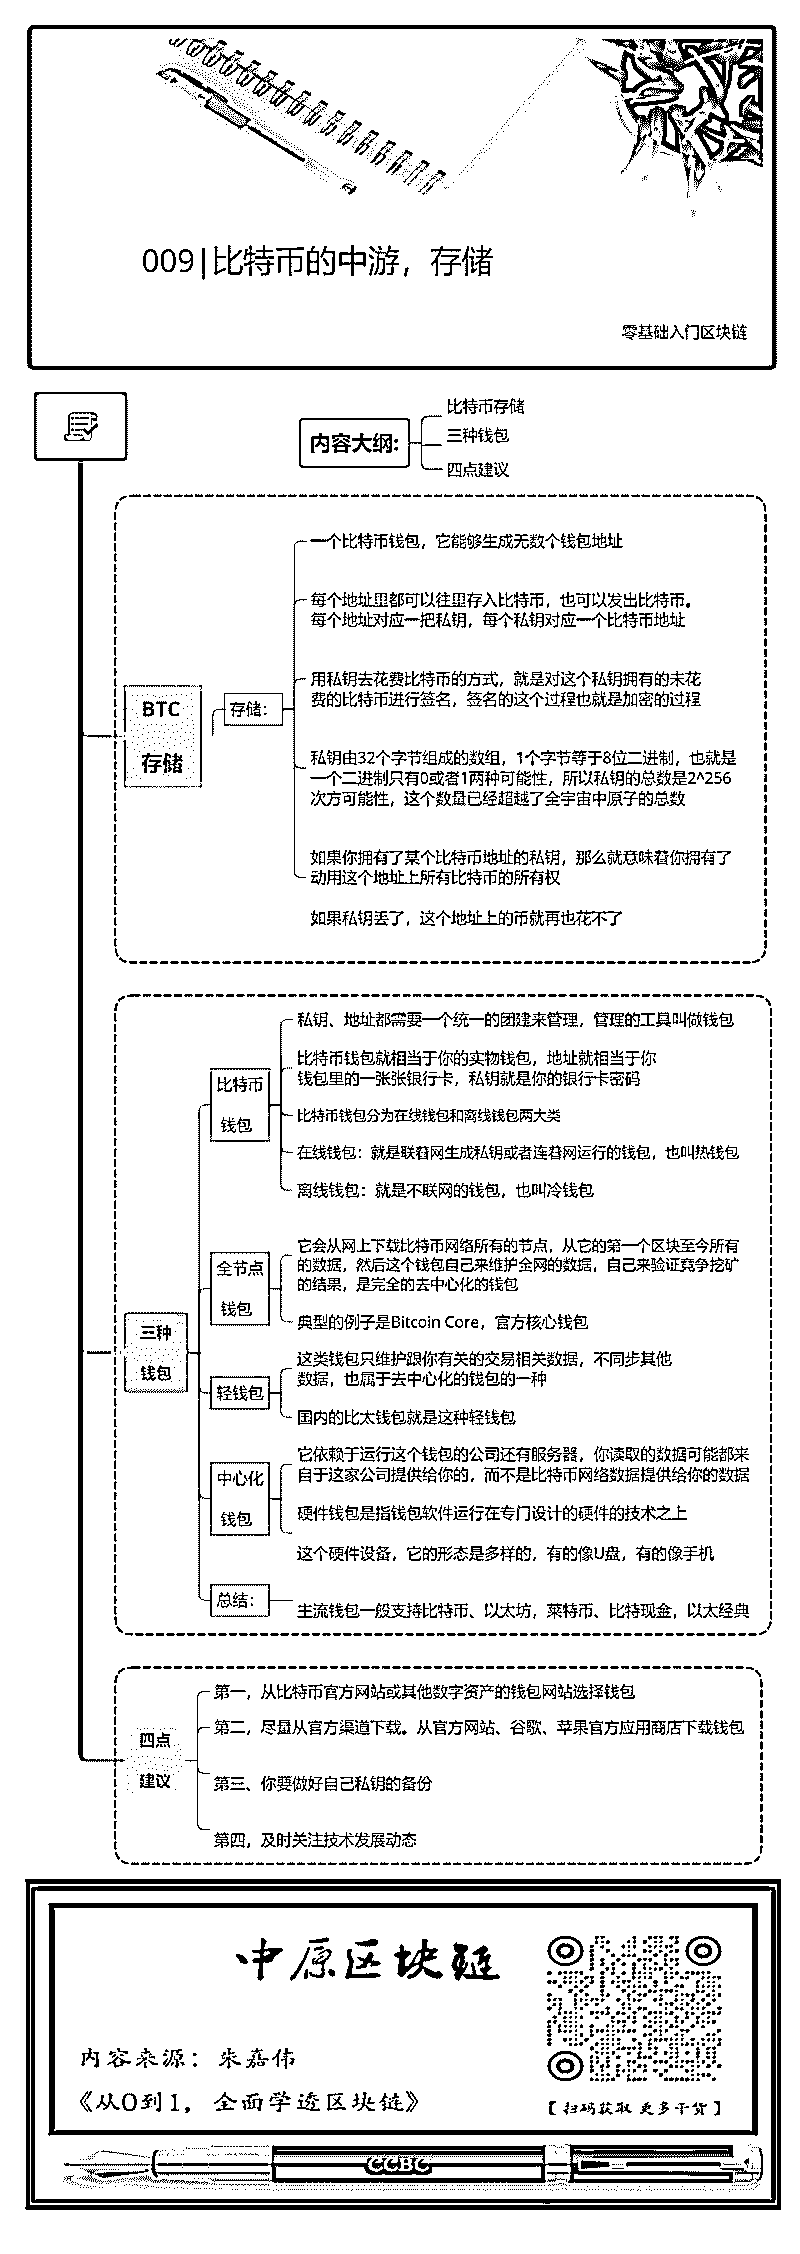 009|比特币的中游，存储
零基础入门区块链
内容大纲:
比特币存储
三种钱包
四点建议
BTC
存储
存储：
一个比特币钱包，它能够生成无数个钱包地址
每个地址里都可以往里存入比特币，也可以发出比特币。
每个地址对应一把私钥，每个私钥对应一个比特币地址
用私钥去花费比特币的方式，就是对这个私钥拥有的未花
费的比特币进行签名，签名的这个过程也就是加密的过程
私钥由32个字节组成的数组，1个字节等于8位二进制，也就是
一个二进制只有0或者1两种可能性，所以私钥的总数是2^256
次方可能性，这个数量已经超越了全宇宙中原子的总数
如果你拥有了某个比特币地址的私钥，那么就意味着你拥有了
动用这个地址上所有比特币的所有权
如果私钥丢了，这个地址上的币就再也花不了
三种
钱包
比特币
钱包
私钥、地址都需要一个统一的团建来管理，管理的工具叫做钱包
比特币钱包就相当于你的实物钱包，地址就相当于你
钱包里的一张张银行卡，私钥就是你的银行卡密码
比特币钱包分为在线钱包和离线钱包两大类
在线钱包：就是联着网生成私钥或者连着网运行的钱包，也叫热钱包
离线钱包：就是不联网的钱包，也叫冷钱包
全节点
钱包
它会从网上下载比特币网络所有的节点，从它的第一个区块至今所有
的数据，然后这个钱包自己来维护全网的数据，自己来验证竞争挖矿
的结果，是完全的去中心化的钱包
典型的例子是Bitcoin Core，官方核心钱包
轻钱包
这类钱包只维护跟你有关的交易相关数据，不同步其他
数据，也属于去中心化的钱包的一种
国内的比太钱包就是这种轻钱包
中心化
钱包
它依赖于运行这个钱包的公司还有服务器，你读取的数据可能都来
自于这家公司提供给你的，而不是比特币网络数据提供给你的数据
硬件钱包是指钱包软件运行在专门设计的硬件的技术之上
这个硬件设备，它的形态是多样的，有的像U盘，有的像手机
总结：
主流钱包一般支持比特币、以太坊，莱特币、比特现金，以太经典
四点
建议
第一，从比特币官方网站或其他数字资产的钱包网站选择钱包
第二，尽量从官方渠道下载。从官方网站、谷歌、苹果官方应用商店下载钱包
第三、你要做好自己私钥的备份
第四，及时关注技术发展动态
中原区块链
内容来源：朱嘉伟
《从0到1，全面学透区块链》
【扫码获取 更多干货】
CCBC